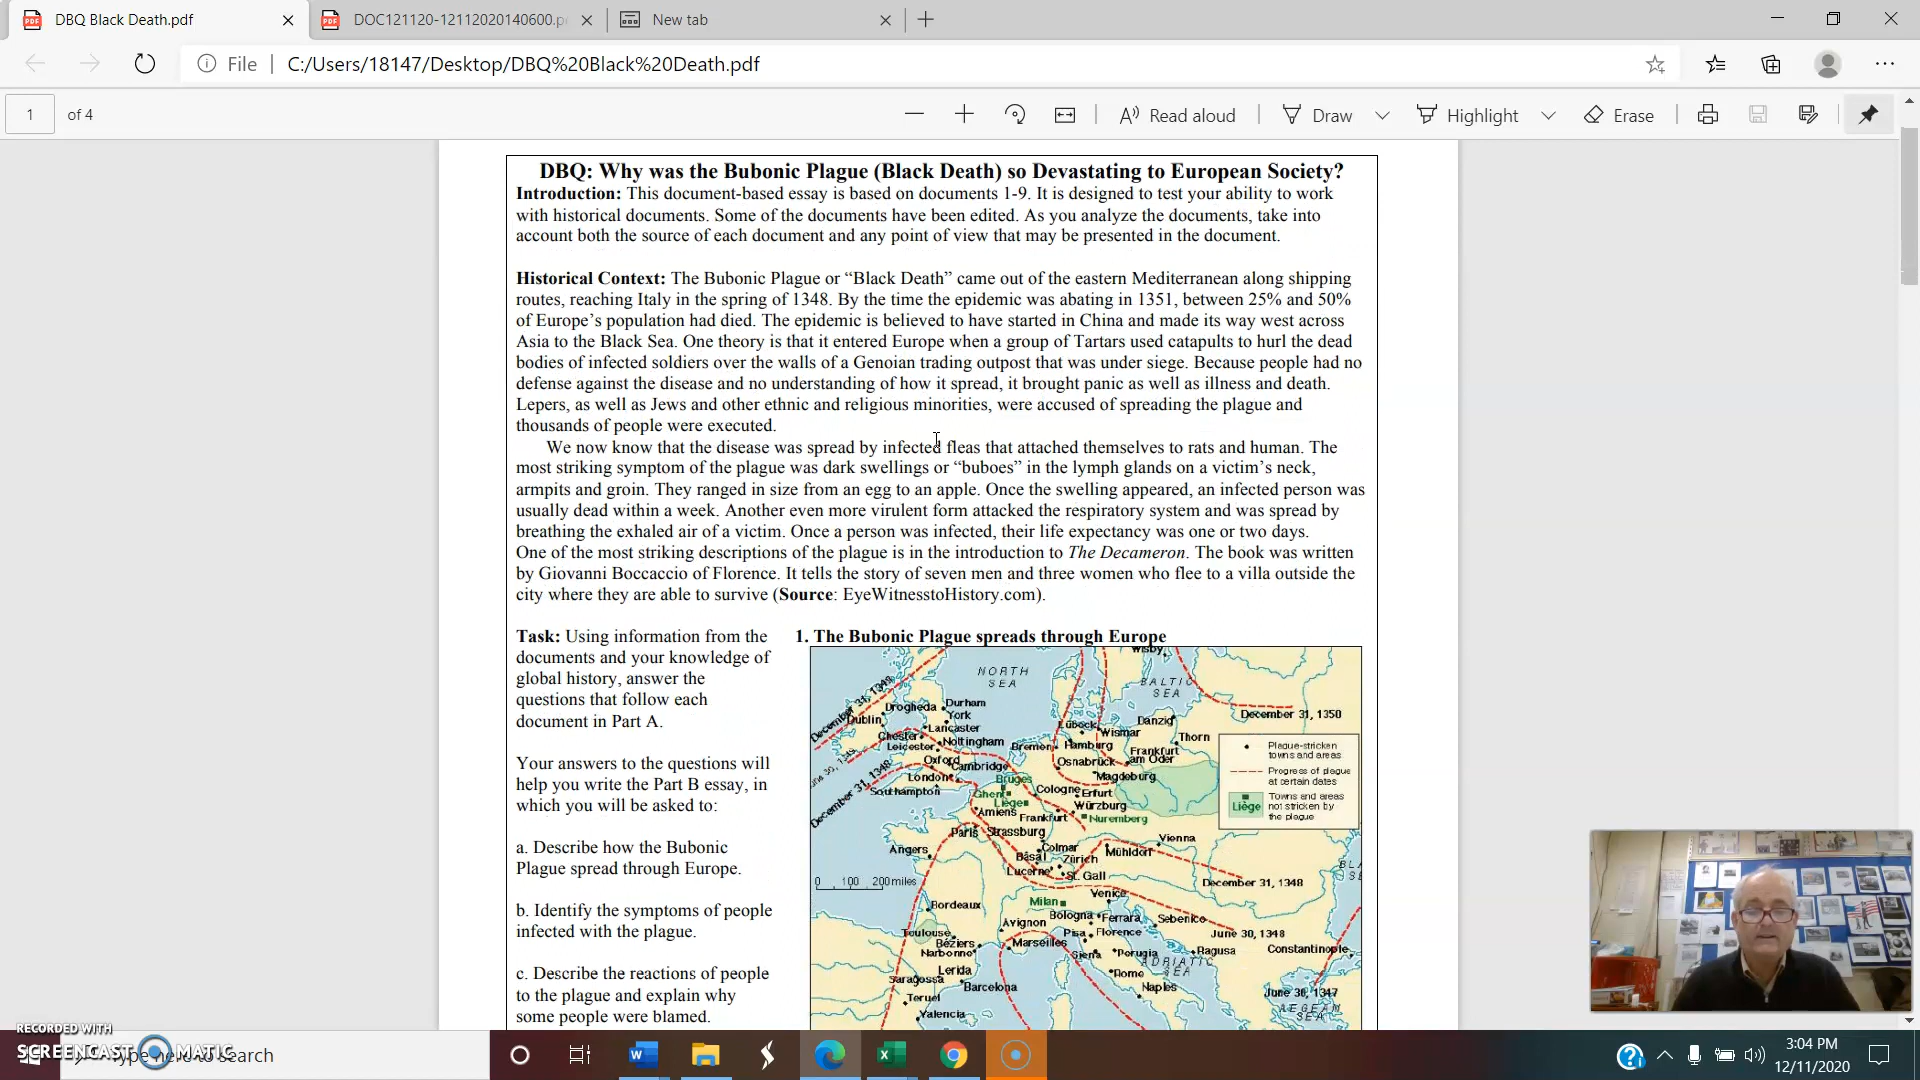 DBQ Black Death.pdf
DOC121120-12112020140600.p
New tab
File
C:/Users/18147/Desktop/DBQ%20Black%20Death.pdf
1 of 4
Read aloud
Draw
Highlight
Erase
DBQ: Why was the Bubonic Plague (Black Death) so Devastating to European Society?
Introduction: This document-based essay is based on documents 1-9. It is designed to test your ability to work
with historical documents. Some of the documents have been edited. As you analyze the documents, take into
account both the source of each document and any point of view that may be presented in the document.
Historical Context: The Bubonic Plague or “Black Death” came out of the eastern Mediterranean along shipping
routes, reaching Italy in the spring of 1348. By the time the epidemic was abating in 1351, between 25% and 50%
of Europe’s population had died. The epidemic is believed to have started in China and made its way west across
Asia to the Black Sea. One theory is that it entered Europe when a group of Tartars used catapults to hurl the dead
bodies of infected soldiers over the walls of a Genoian trading outpost that was under siege. Because people had no
defense against the disease and no understanding of how it spread, it brought panic as well as illness and death.
Lepers, as well as Jews and other ethnic and religious minorities, were accused of spreading the plague and
thousands of people were executed.
We now know that the disease was spread by infected fleas that attached themselves to rats and human. The
most striking symptom of the plague was dark swellings or “buboes” in the lymph glands on a victim’s neck,
armpits and groin. They ranged in size from an egg to an apple. Once the swelling appeared, an infected person was
usually dead within a week. Another even more virulent form attacked the respiratory system and was spread by
breathing the exhaled air of a victim. Once a person was infected, their life expectancy was one or two days.
One of the most striking descriptions of the plague is in the introduction to The Decameron. The book was written
by Giovanni Boccaccio of Florence. It tells the story of seven men and three women who flee to a villa outside the
city where they are able to survive (Source: EyeWitnesstoHistory.com).
Task: Using information from the
documents and your knowledge of
global history, answer the
questions that follow each
document in Part A.
Your answers to the questions will
help you write the Part B essay, in
which you will be asked to:
a. Describe how the Bubonic
Plague spread through Europe.
b. Identify the symptoms of people
infected with the plague.
c. Describe the reactions of people
to the plague and explain why
some people were blamed.
1. The Bubonic Plague spreads through Europe
Wisby
NORTH
SEA
BALTIC
SEA
December 31, 1349
Drogheda
Durham
Dublin
York
Lancaster
December 31, 1350
Lübeck
Danzig
Chester
Wismar
Thorn
Leicester
Nottingham
Bremen
Hamburg
Frankfurt
am Oder
Oxford
Cambridge
Osnabrück
Magdeburg
June 30, 1349
London
Bruges
Southampton
Ghent
Cologne
Erfurt
December 31, 1348
Liège
Würzburg
Amiens
Frankfurt
Nuremberg
Paris
Strassburg
Vienna
Angers
Colmar
Basal
Zürich
Mühldorf
Lucerne
St. Gall
0 100 200 miles
December 31, 1348
Venice
Bordeaux
Milan
Bologna
Ferrara
Sebenico
Avignon
Toulouse
Pisa
Florence
June 30, 1348
Béziers
Marseilles
Narbonne
Siena
Perugia
Ragusa
Constantinople
ADRIATIC
SEA
Lerida
Rome
Saragossa
Barcelona
Naples
June 30, 1347
Teruel
AEGEAN
SEA
Valencia
Plague-stricken
towns and areas
Progress of plague
at certain dates
Liège
Towns and areas
not stricken by
the plague
RECORDED WITH
SCREENCAST MATIC
Type here to search
3:04 PM
12/11/2020